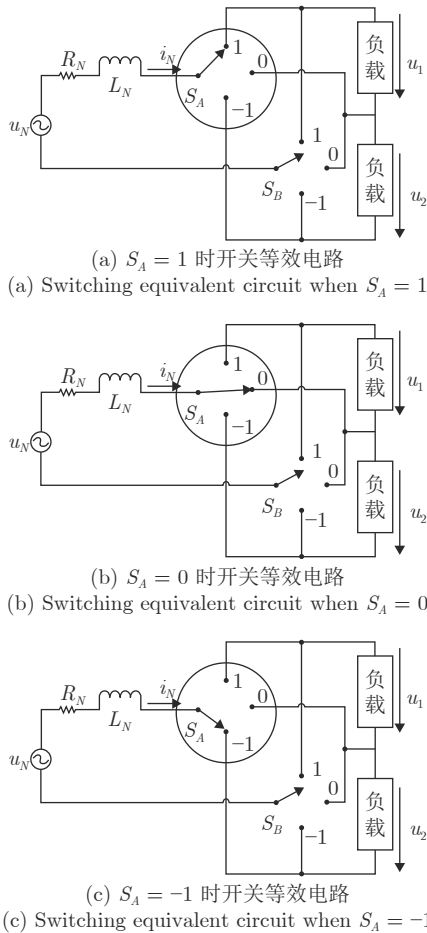 1
0
−1
R_N
L_N
i_N
S_A
u_N
1
0
−1
S_B
负载
u_1
负载
u_2
(a) S_A = 1 时开关等效电路
(a) Switching equivalent circuit when S_A = 1
1
0
−1
R_N
L_N
i_N
S_A
u_N
1
0
−1
S_B
负载
u_1
负载
u_2
(b) S_A = 0 时开关等效电路
(b) Switching equivalent circuit when S_A = 0
1
0
−1
R_N
L_N
i_N
S_A
u_N
1
0
−1
S_B
负载
u_1
负载
u_2
(c) S_A = −1 时开关等效电路
(c) Switching equivalent circuit when S_A = −1